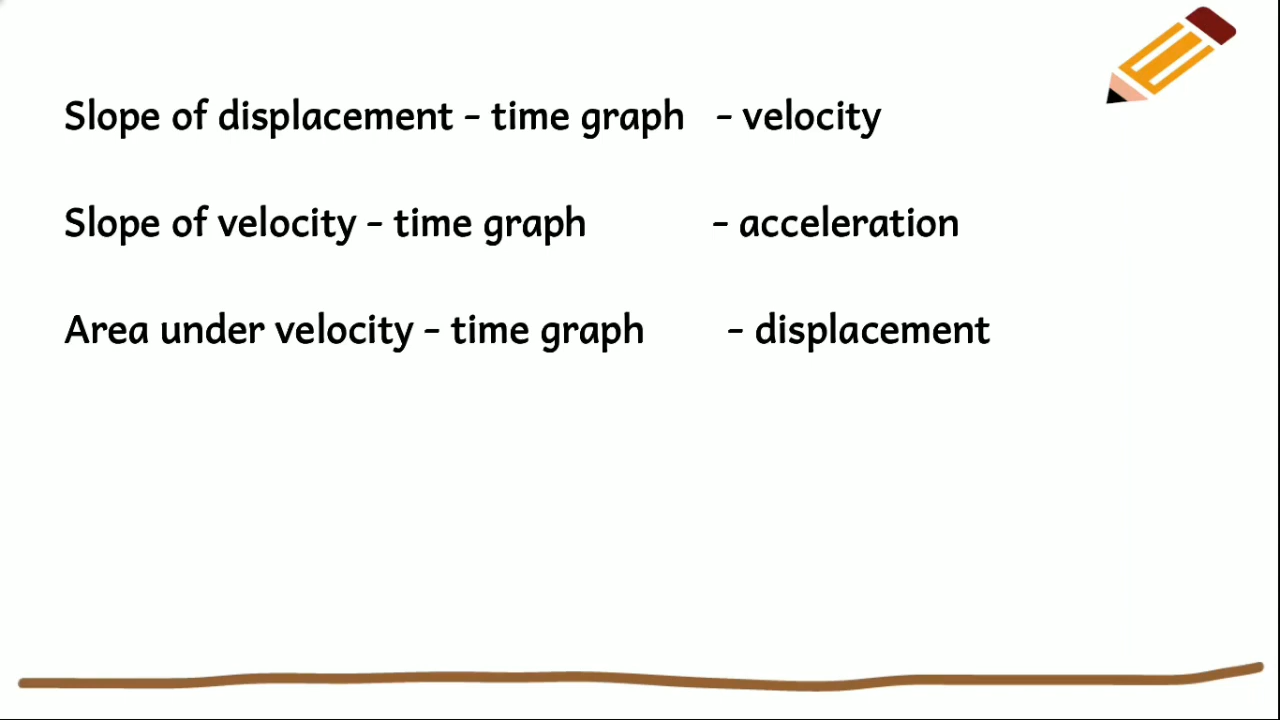 Slope of displacement - time graph - velocity
Slope of velocity - time graph - acceleration
Area under velocity - time graph - displacement